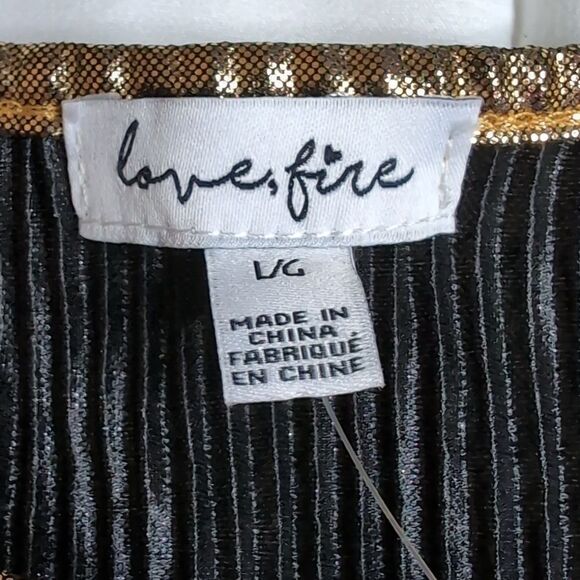 love, fire
L/G
MADE IN
CHINA
FABRIQUÉ
EN CHINE